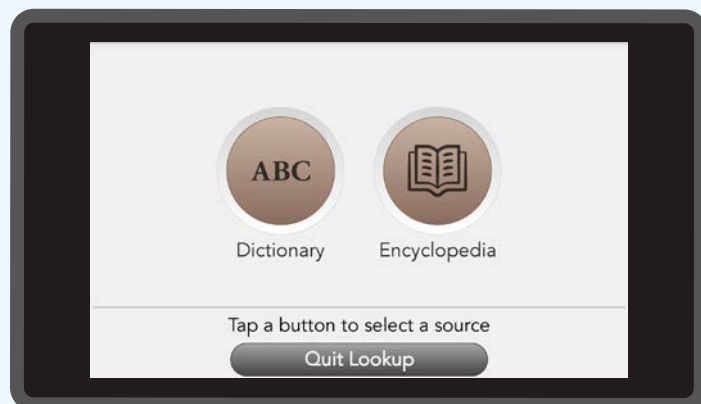 ABC
Dictionary Encyclopedia
Tap a button to select a source
Quit Lookup